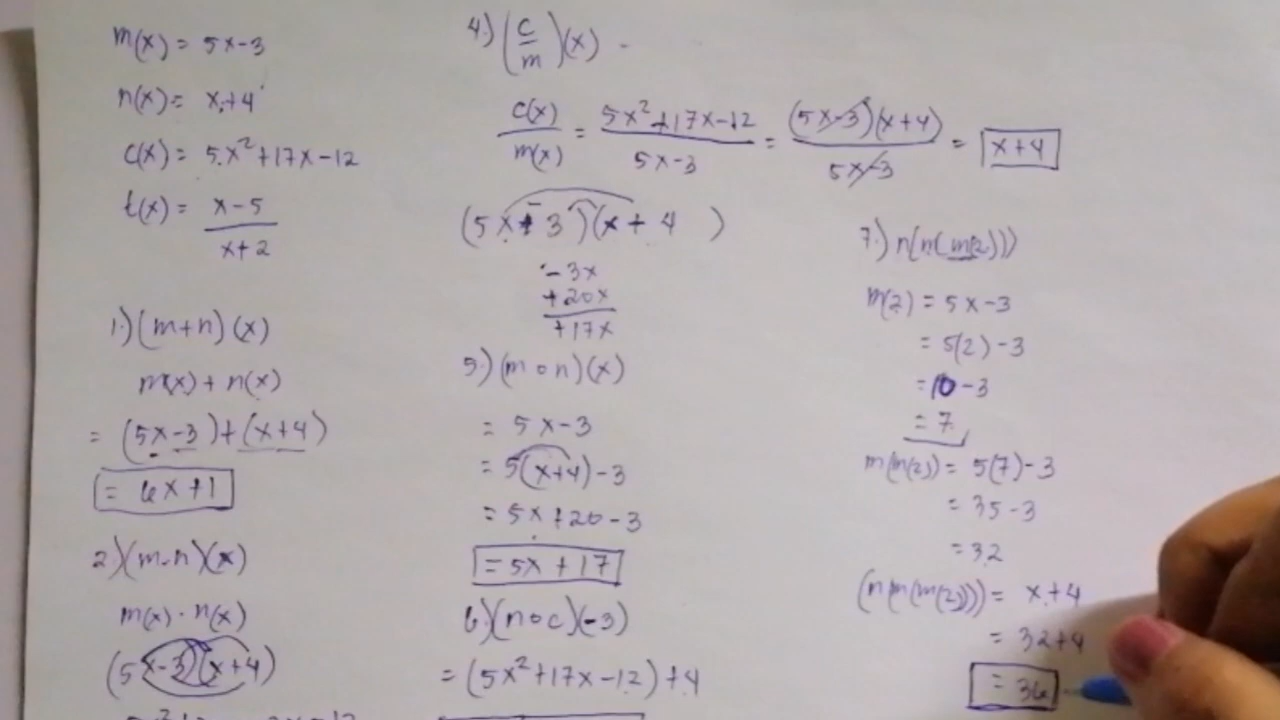 m(x) = 5x-3
n(x) = x+4
c(x) = 5x²+17x-12
t(x) = x-5
x+2
1.) (m+n)(x)
m(x) + n(x)
= (5x-3)+(x+4)
= 6x+1
2.) (m·n)(x)
m(x) · n(x)
(5x-3)(x+4)
4.) (c/m)(x)
c(x)/m(x) = 5x²+17x-12/5x-3 = (5x-3)(x+4)/5x-3 = x+4
(5x-3)(x+4 )
-3x
+20x
+17x
5.) (m∘n)(x)
= 5x-3
= 5(x+4)-3
= 5x+20-3
= 5x+17
6.) (n∘c)(-3)
= (5x²+17x-12)+4
7.) n(m(m(2)))
m(2) = 5x-3
= 5(2)-3
= 10-3
= 7
m(m(2)) = 5(7)-3
= 35-3
= 32
(n(m(m(2))) = x+4
= 32+4
= 36